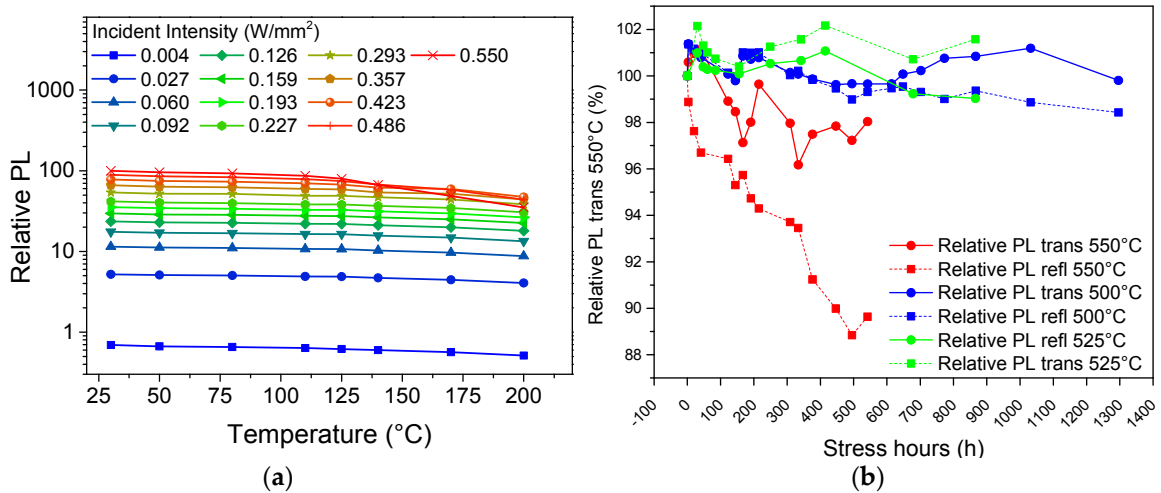 Incident Intensity (W/mm²)
0.004 0.126 0.293 0.550
0.027 0.159 0.357
0.060 0.193 0.423
0.092 0.227 0.486
Relative PL
1000
100
10
1
25 50 75 100 125 150 175 200
Temperature (°C)
(a)
Relative PL trans 550°C (%)
102
100
98
96
94
92
90
88
Relative PL trans 550°C
Relative PL refl 550°C
Relative PL trans 500°C
Relative PL refl 500°C
Relative PL refl 525°C
Relative PL trans 525°C
-100 0 100 200 300 400 500 600 700 800 900 1000 1100 1200 1300 1400
Stress hours (h)
(b)